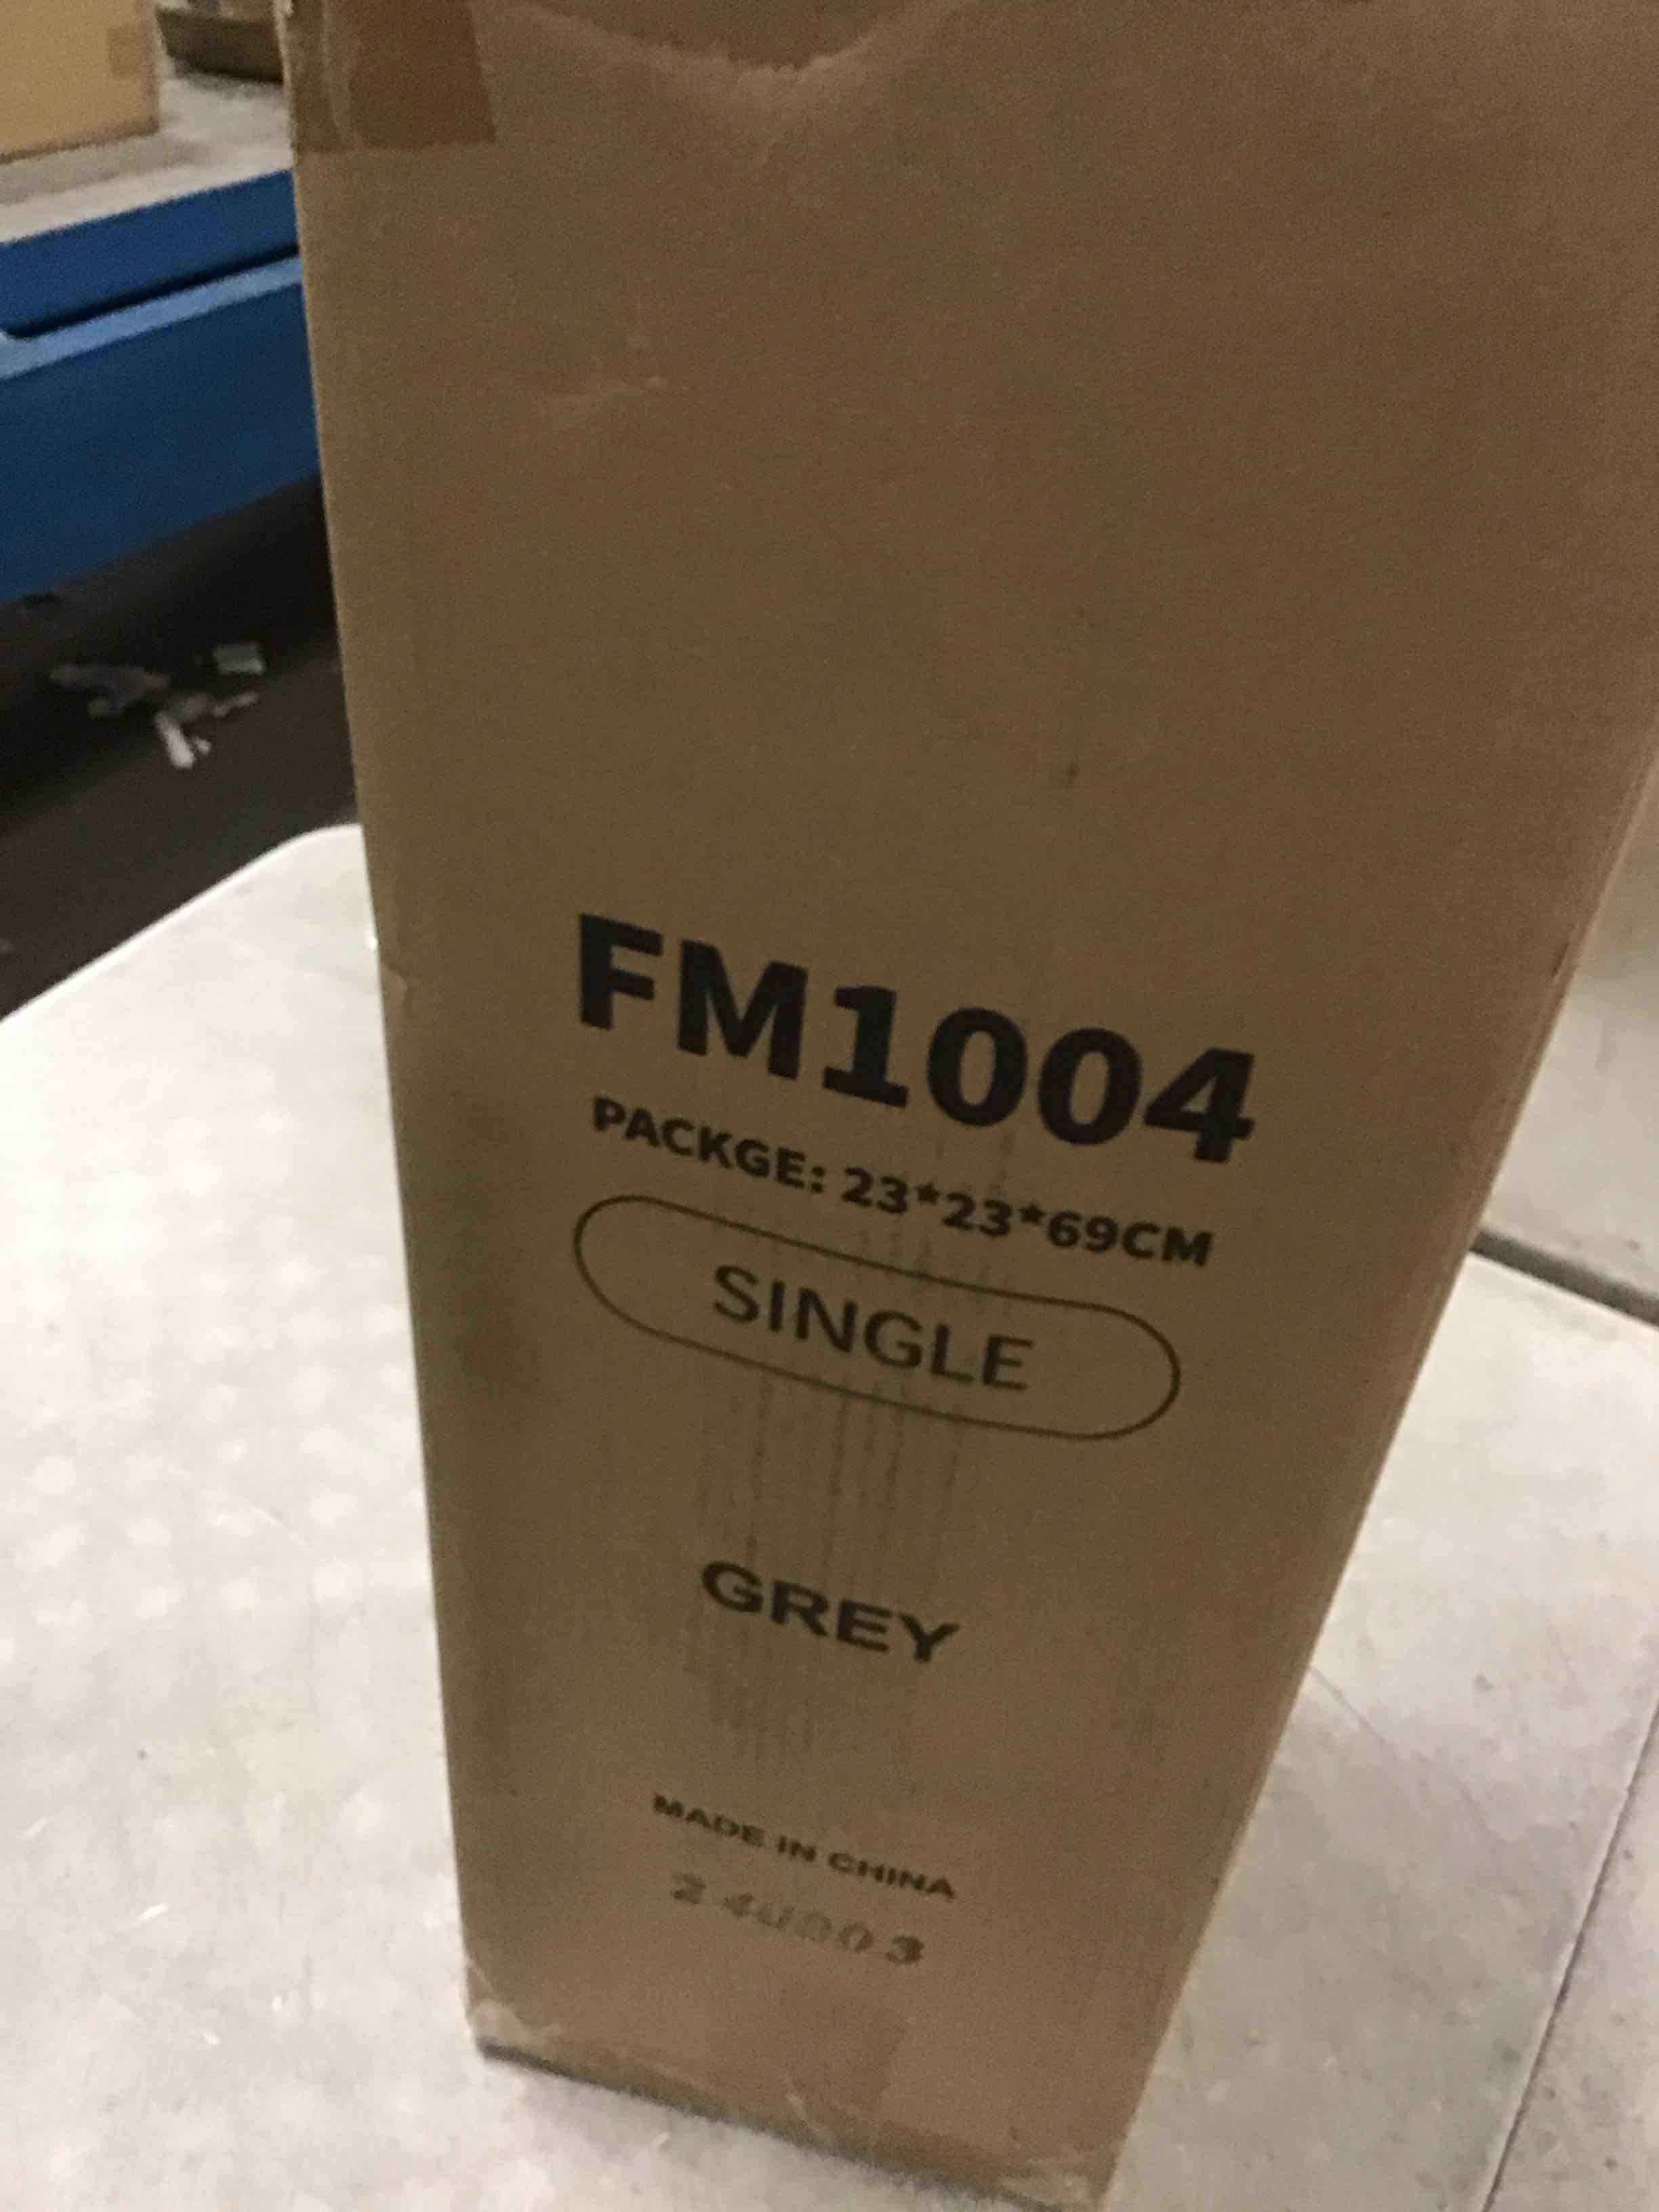 FM1004
PACKGE: 23*23*69CM
SINGLE
GREY
MADE IN CHINA